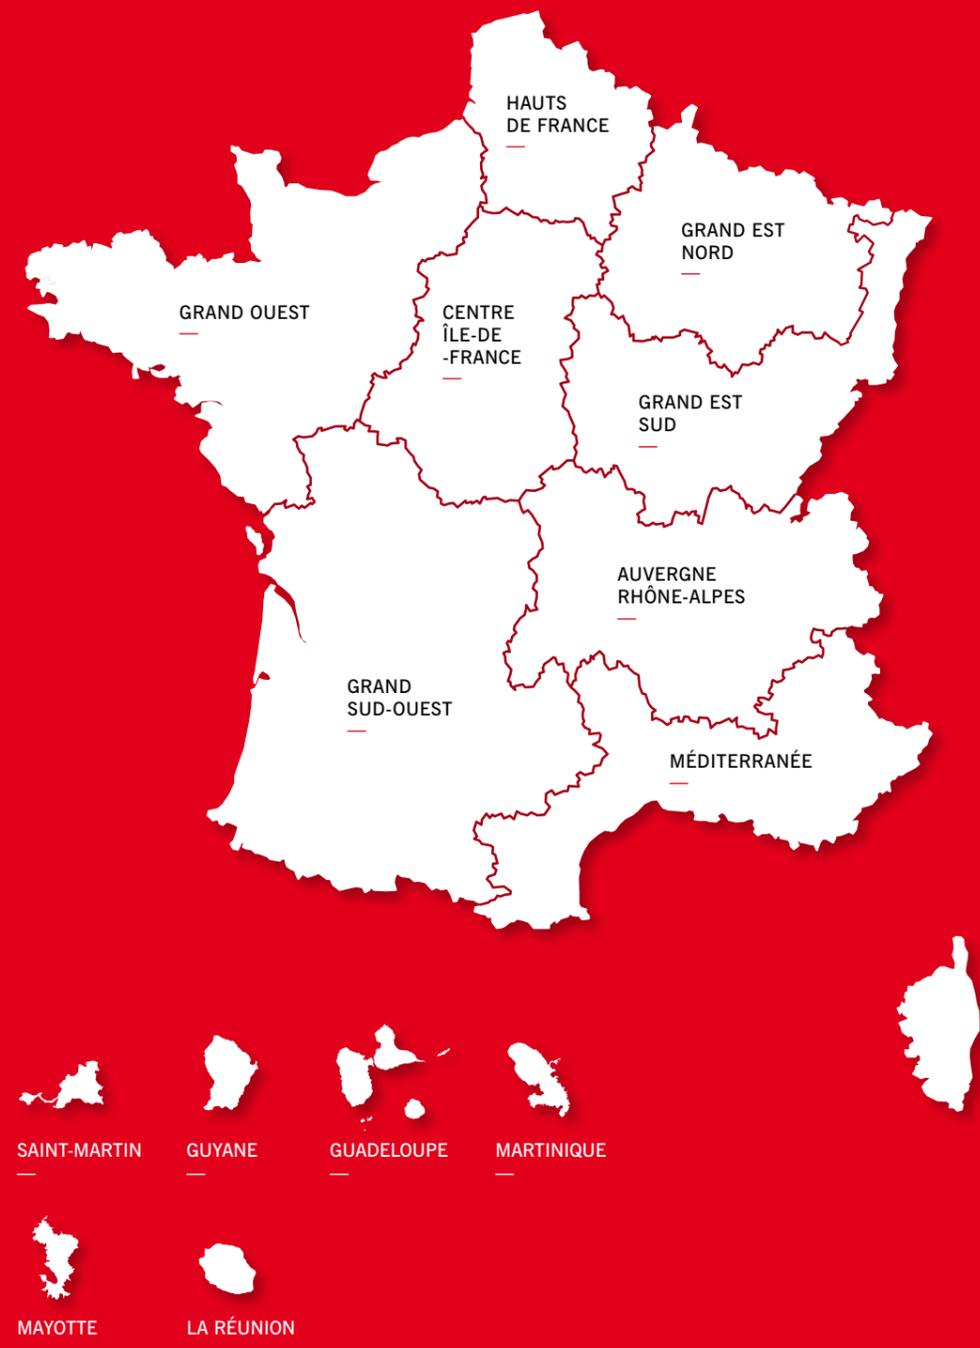 HAUTS
DE FRANCE
GRAND EST
NORD
GRAND OUEST
CENTRE
ÎLE-DE
-FRANCE
GRAND EST
SUD
AUVERGNE
RHÔNE-ALPES
GRAND
SUD-OUEST
MÉDITERRANÉE
SAINT-MARTIN
GUYANE
GUADELOUPE
MARTINIQUE
MAYOTTE
LA RÉUNION